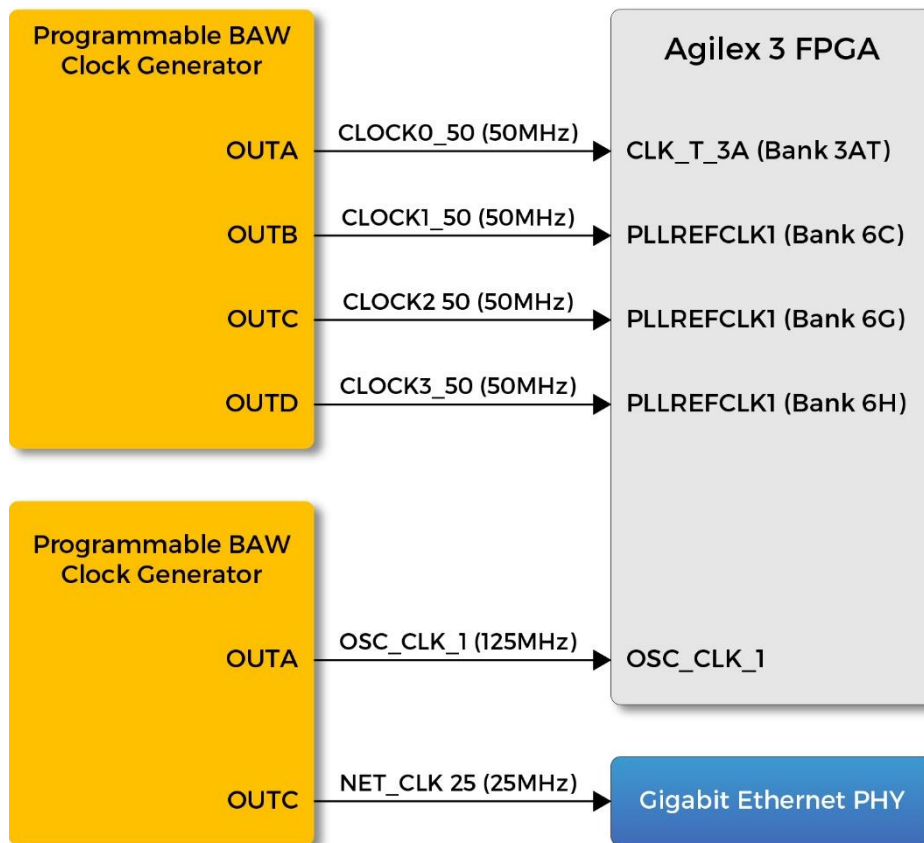 Programmable BAW
Clock Generator
Agilex 3 FPGA
OUTA
CLOCK0_50 (50MHz)
CLK_T_3A (Bank 3AT)
OUTB
CLOCK1_50 (50MHz)
PLLREFCLK1 (Bank 6C)
OUTC
CLOCK2 50 (50MHz)
PLLREFCLK1 (Bank 6G)
OUTD
CLOCK3_50 (50MHz)
PLLREFCLK1 (Bank 6H)
Programmable BAW
Clock Generator
OUTA
OSC_CLK_1 (125MHz)
OSC_CLK_1
OUTC
NET_CLK 25 (25MHz)
Gigabit Ethernet PHY